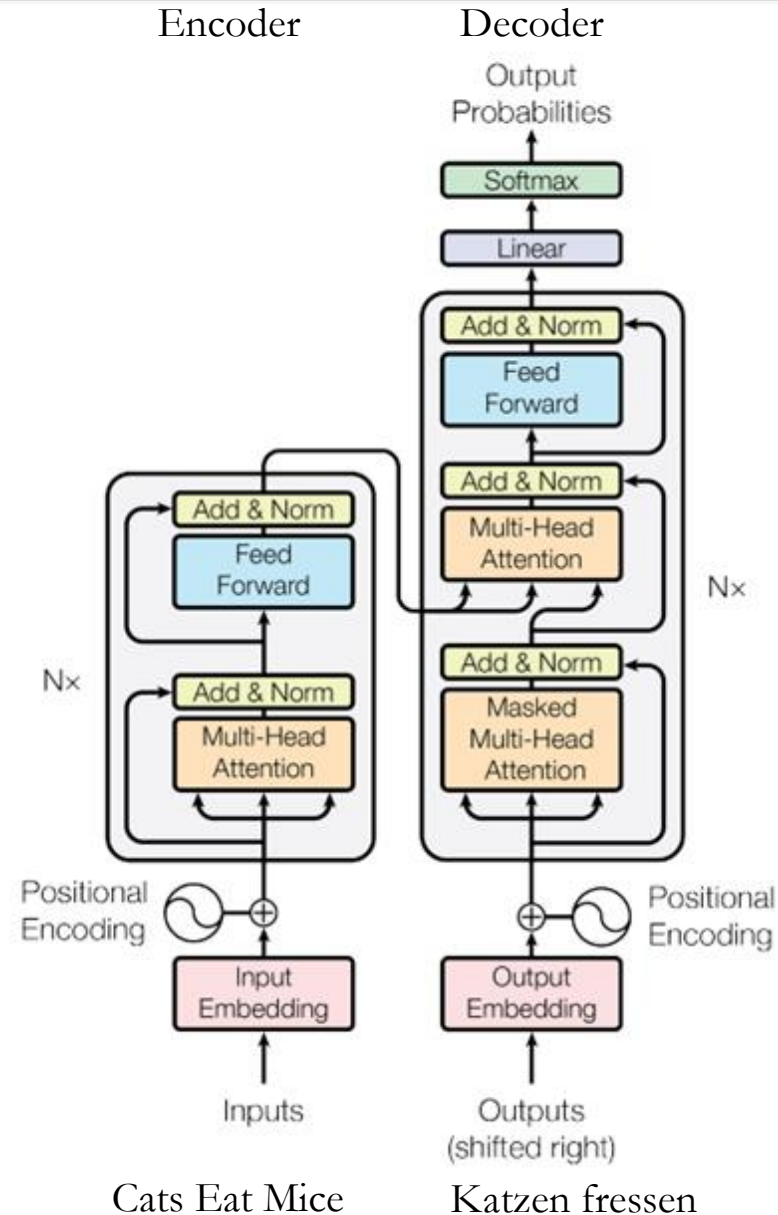 Encoder
Decoder
Output
Probabilities
Softmax
Linear
Add & Norm
Feed
Forward
Add & Norm
Multi-Head
Attention
Add & Norm
Masked
Multi-Head
Attention
Nx
Add & Norm
Feed
Forward
Add & Norm
Multi-Head
Attention
Nx
Positional
Encoding
Positional
Encoding
Input
Embedding
Output
Embedding
Inputs
Outputs
(shifted right)
Cats Eat Mice
Katzen fressen